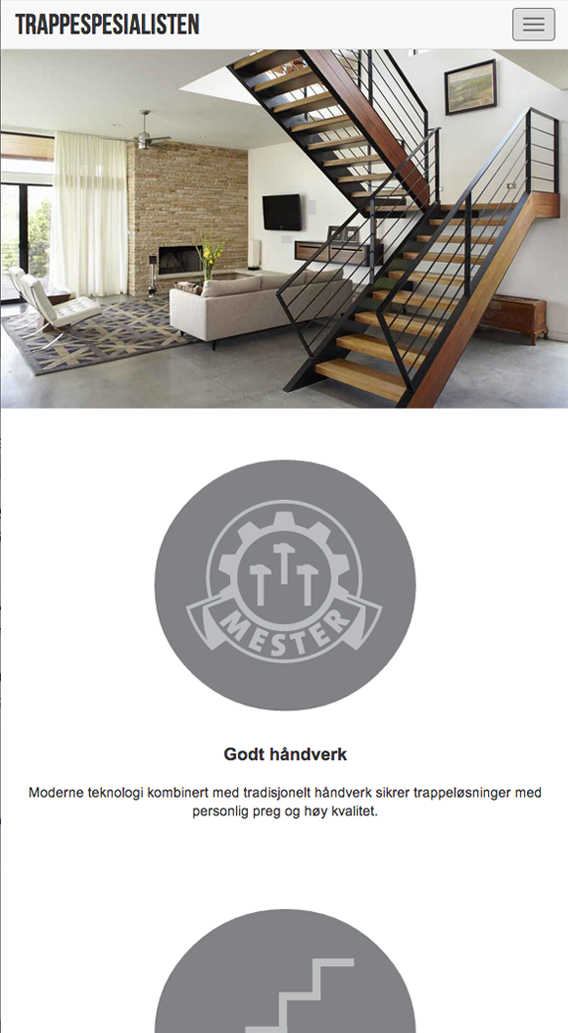 TRAPPESPESIALISTEN
MESTER
Godt håndverk
Moderne teknologi kombinert med tradisjonelt håndverk sikrer trappeløsninger med
personlig preg og høy kvalitet.